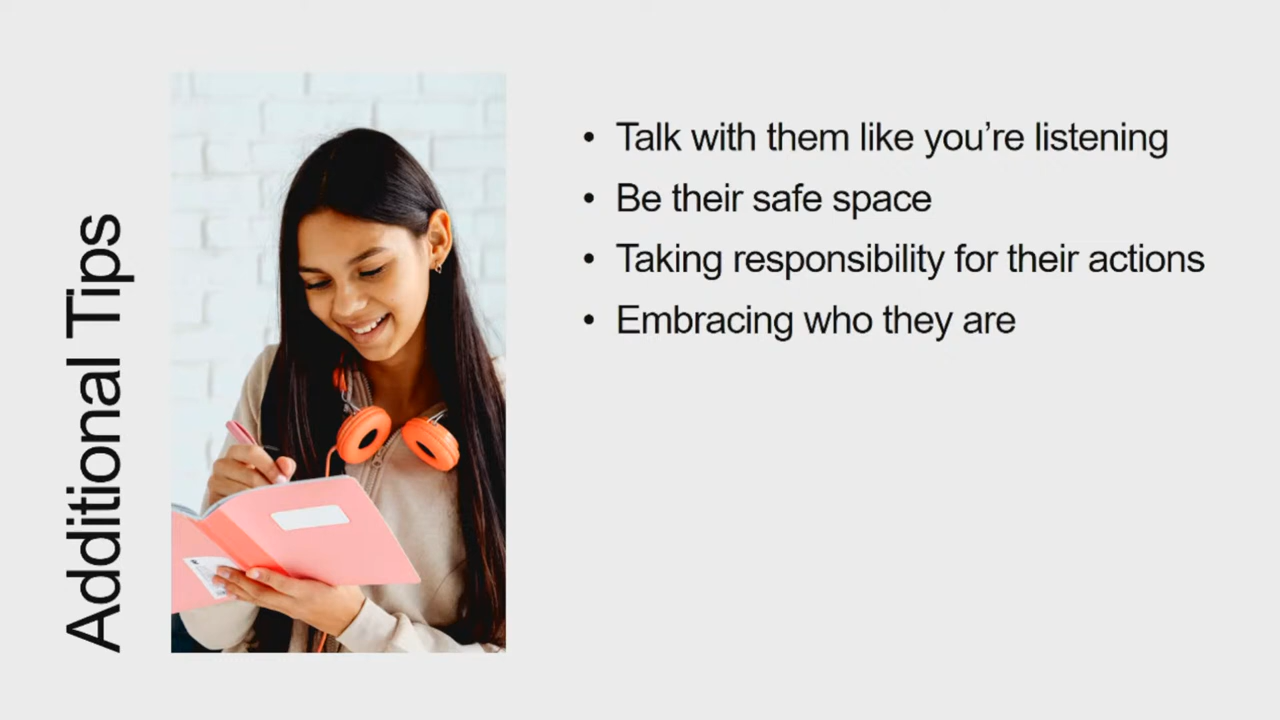 Additional Tips
• Talk with them like you’re listening
• Be their safe space
• Taking responsibility for their actions
• Embracing who they are